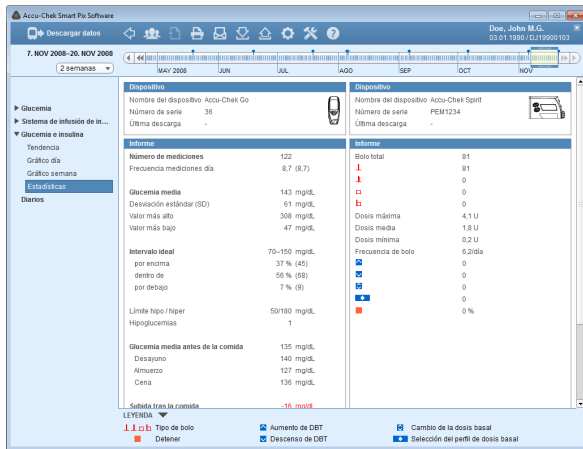 Accu-Chek Smart Pix Software
Descargar datos
Doe, John M.G.
03.01.1990 / DJ19900103
7. NOV 2008–20. NOV 2008
2 semanas
MAY 2008 JUN JUL AGO SEP OCT NOV
Glucemia
Sistema de infusión de in...
Glucemia e insulina
Tendencia
Gráfico día
Gráfico semana
Estadísticas
Diarios
Dispositivo
Nombre del dispositivo Accu-Chek Go
Número de serie 36
Última descarga -
Informe
Número de mediciones 122
Frecuencia mediciones día 8,7 (8,7)
Glucemia media 143 mg/dL
Desviación estándar (SD) 61 mg/dL
Valor más alto 308 mg/dL
Valor más bajo 47 mg/dL
Intervalo ideal 70–150 mg/dL
por encima 37 % (45)
dentro de 56 % (68)
por debajo 7 % (9)
Límite hipo / hiper 50/180 mg/dL
Hipoglucemias 1
Glucemia media antes de la comida 135 mg/dL
Desayuno 140 mg/dL
Almuerzo 127 mg/dL
Cena 136 mg/dL
Subida tras la comida -16 mg/dL
Dispositivo
Nombre del dispositivo Accu-Chek Spirit
Número de serie PEM1234
Última descarga -
Informe
Bolo total 81
81
0
0
0
Dosis máxima 4,1 U
Dosis media 1,8 U
Dosis mínima 0,2 U
Frecuencia de bolo 6,2/día
0
0
0
0
0 %
LEYENDA
Tipo de bolo
Aumento de DBT
Cambio de la dosis basal
Detener
Descenso de DBT
Selección del perfil de dosis basal